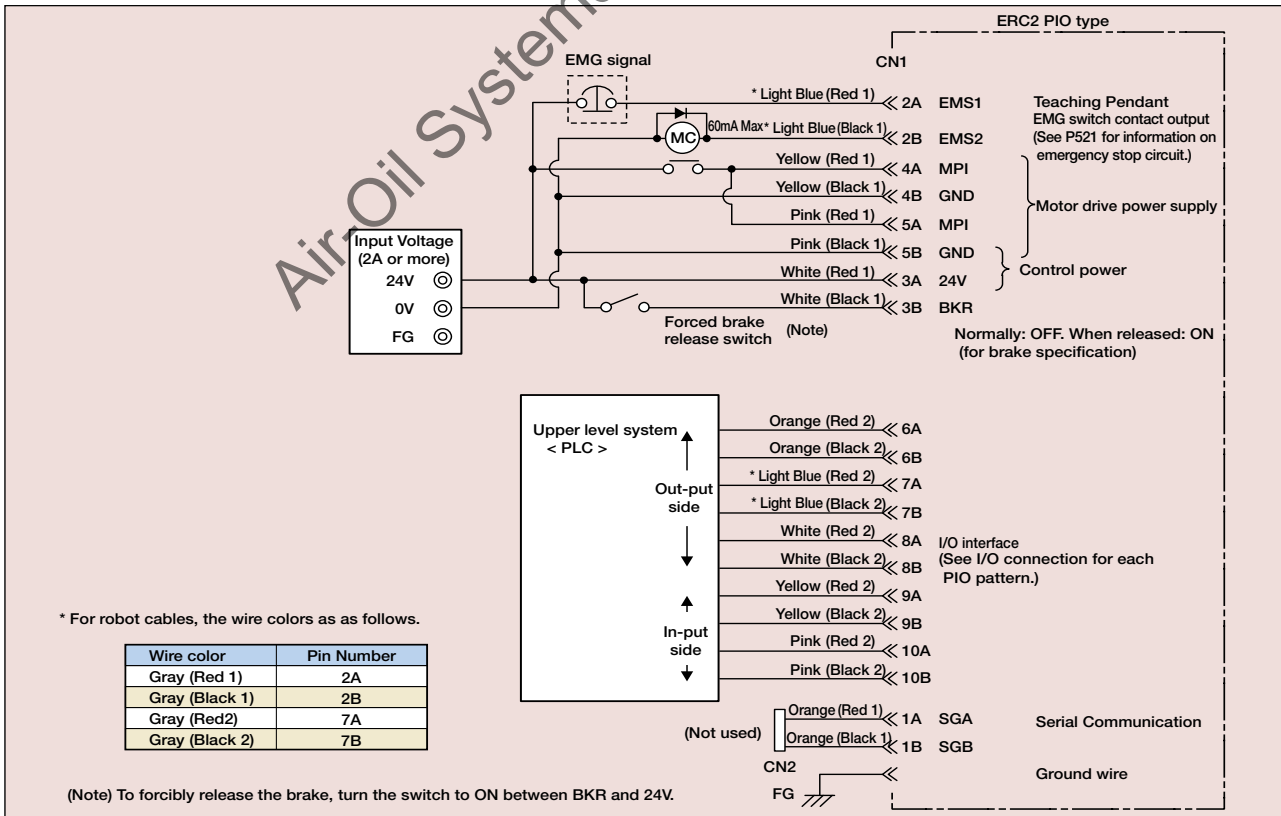 ERC2 PIO type
CN1
EMG signal
* Light Blue (Red 1) 2A EMS1
Teaching Pendant
EMG switch contact output
(See P521 for information on
emergency stop circuit.)
MC
60mA Max * Light Blue (Black 1) 2B EMS2
Yellow (Red 1) 4A MPI
Yellow (Black 1) 4B GND
Motor drive power supply
Pink (Red 1) 5A MPI
Pink (Black 1) 5B GND
Control power
White (Red 1) 3A 24V
White (Black 1) 3B BKR
Input Voltage
(2A or more)
24V
0V
FG
Forced brake
release switch
(Note)
Normally: OFF. When released: ON
(for brake specification)
Air-Oil Systems
Upper level system
< PLC >
Out-put
side
In-put
side
Orange (Red 2) 6A
Orange (Black 2) 6B
* Light Blue (Red 2) 7A
* Light Blue (Black 2) 7B
White (Red 2) 8A
White (Black 2) 8B
Yellow (Red 2) 9A
Yellow (Black 2) 9B
Pink (Red 2) 10A
Pink (Black 2) 10B
I/O interface
(See I/O connection for each
PIO pattern.)
* For robot cables, the wire colors as as follows.
Wire color Pin Number
Gray (Red 1) 2A
Gray (Black 1) 2B
Gray (Red2) 7A
Gray (Black 2) 7B
(Not used)
CN2
Orange (Red 1) 1A SGA
Serial Communication
Orange (Black 1) 1B SGB
FG
Ground wire
(Note) To forcibly release the brake, turn the switch to ON between BKR and 24V.